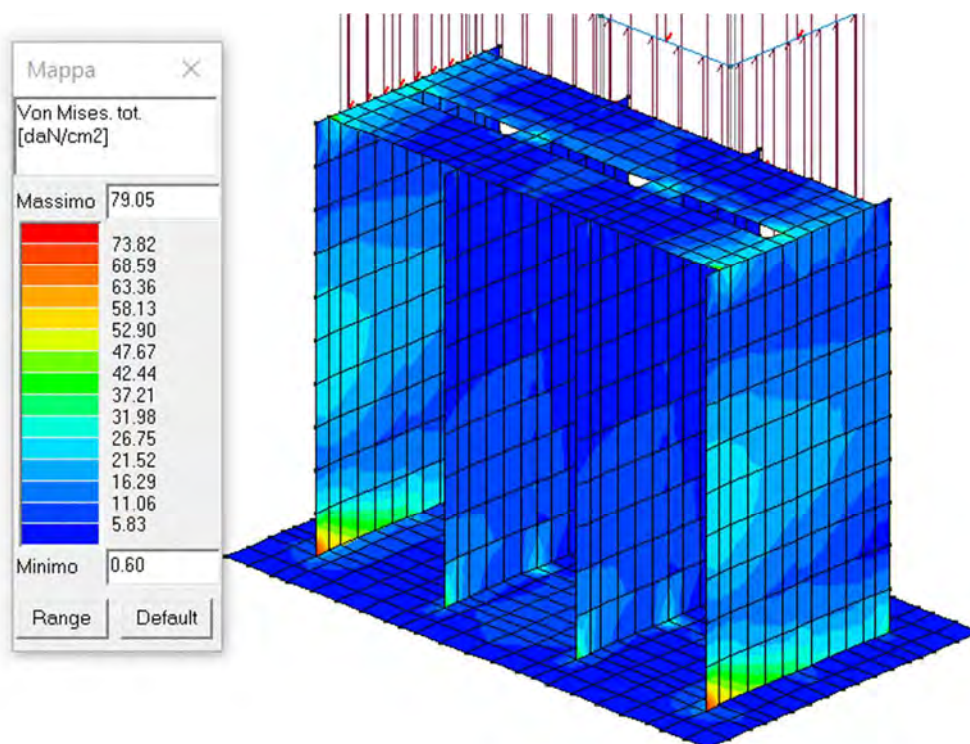 Mappa
Von Mises. tot.
[daN/cm2]
Massimo 79.05
73.82
68.59
63.36
58.13
52.90
47.67
42.44
37.21
31.98
26.75
21.52
16.29
11.06
5.83
Minimo 0.60
Range Default